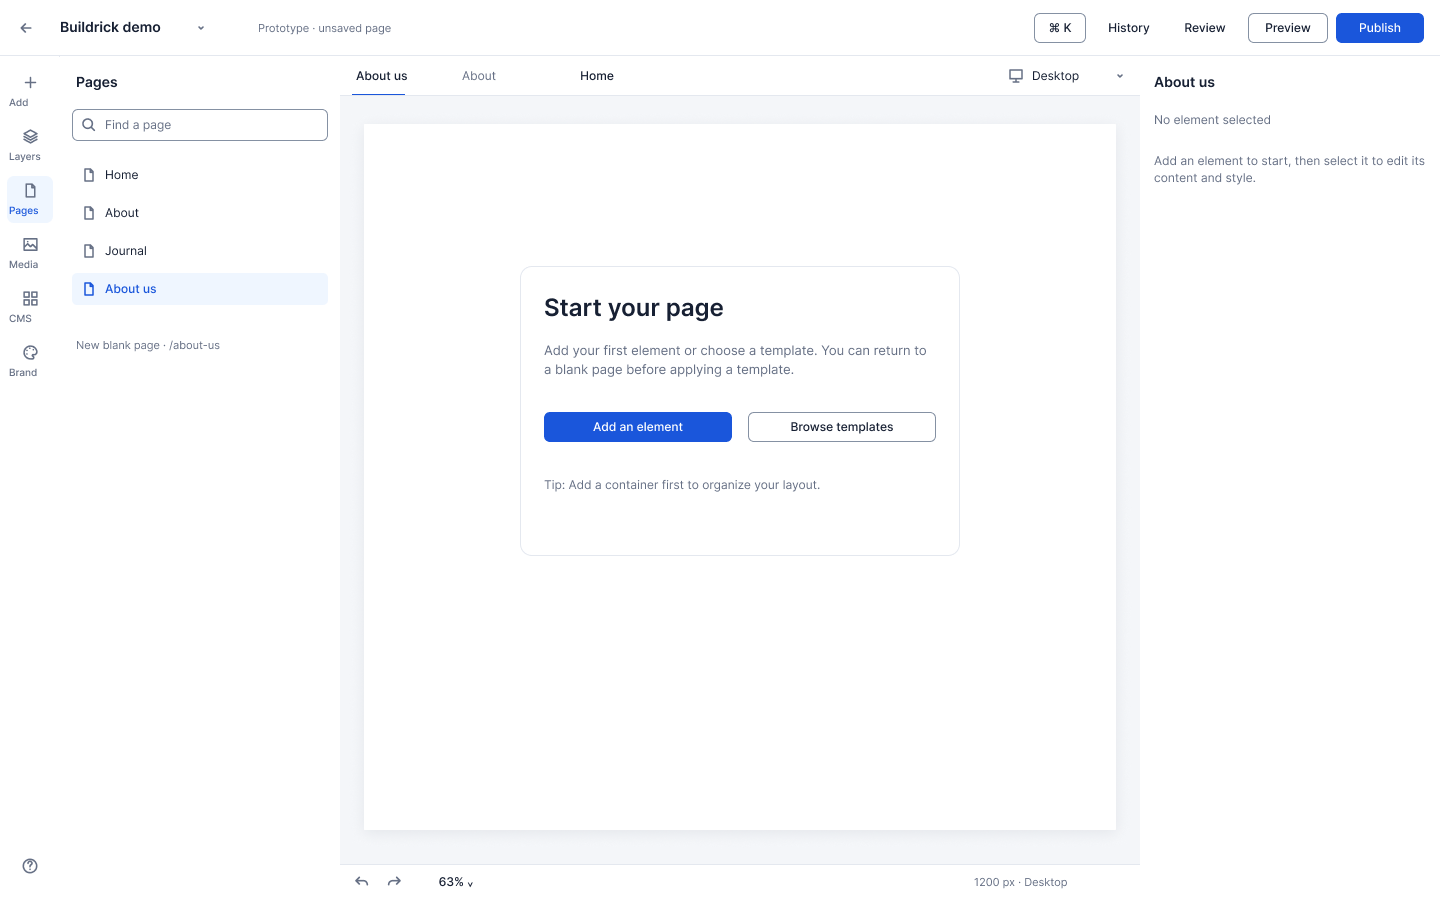 Buildrick demo
Prototype · unsaved page
⌘ K
History
Review
Preview
Publish
Add
Layers
Pages
Media
CMS
Brand
Pages
Find a page
Home
About
Journal
About us
New blank page · /about-us
About us
About
Home
Desktop
Start your page
Add your first element or choose a template. You can return to
a blank page before applying a template.
Add an element
Browse templates
Tip: Add a container first to organize your layout.
63%
1200 px · Desktop
About us
No element selected
Add an element to start, then select it to edit its
content and style.